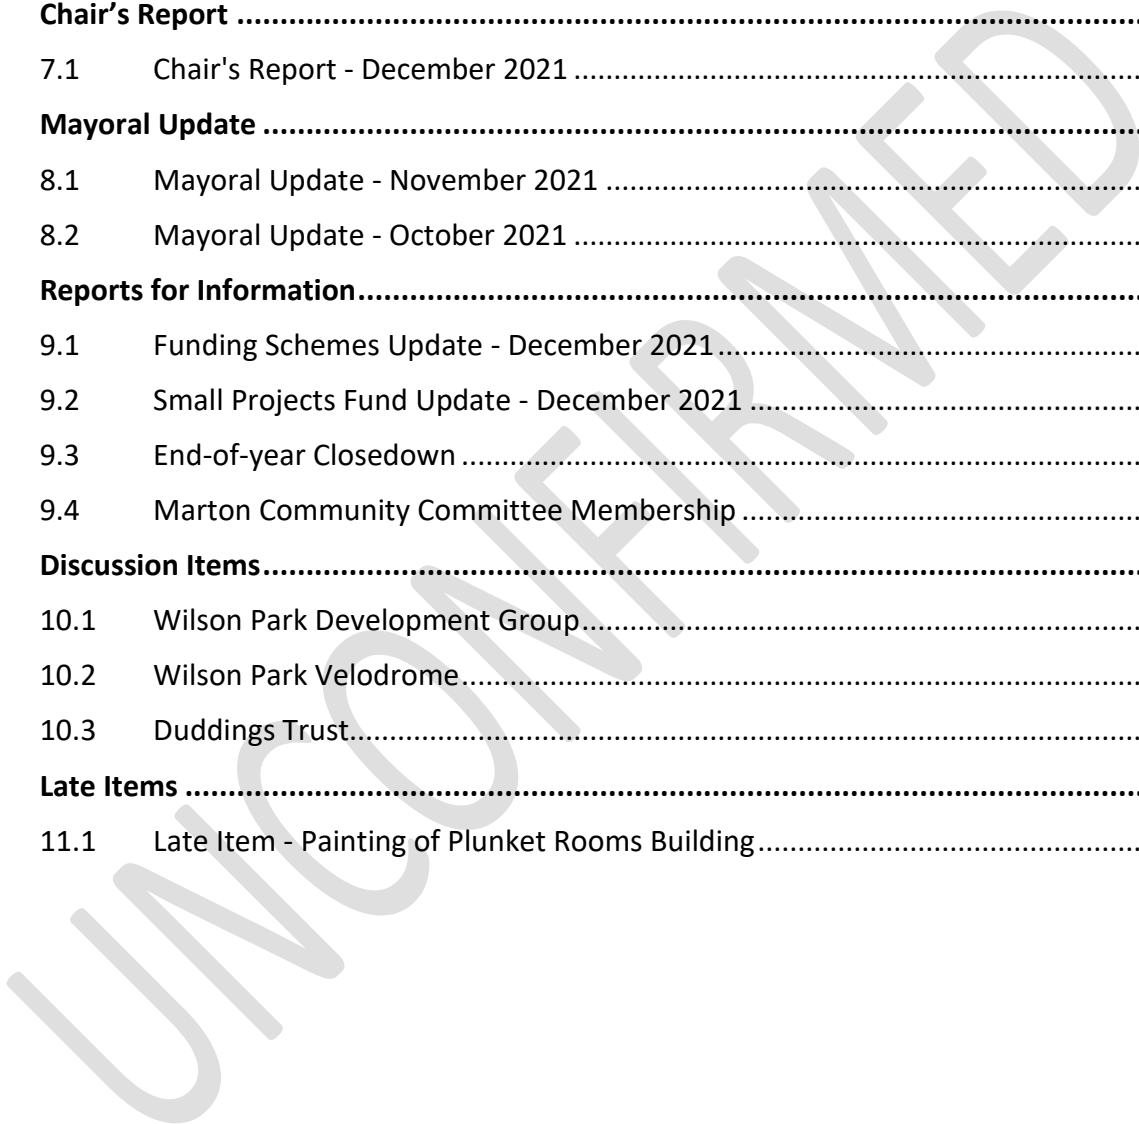 Chair’s Report ........................................................................................................
7.1 Chair's Report - December 2021 ......................................................................
Mayoral Update ....................................................................................................
8.1 Mayoral Update - November 2021 ..................................................................
8.2 Mayoral Update - October 2021 ......................................................................
Reports for Information..........................................................................................
9.1 Funding Schemes Update - December 2021....................................................
9.2 Small Projects Fund Update - December 2021 ................................................
9.3 End-of-year Closedown ...................................................................................
9.4 Marton Community Committee Membership .................................................
Discussion Items.....................................................................................................
10.1 Wilson Park Development Group....................................................................
10.2 Wilson Park Velodrome...................................................................................
10.3 Duddings Trust.................................................................................................
Late Items ..............................................................................................................
11.1 Late Item - Painting of Plunket Rooms Building...............................................
UNCONFIRMED